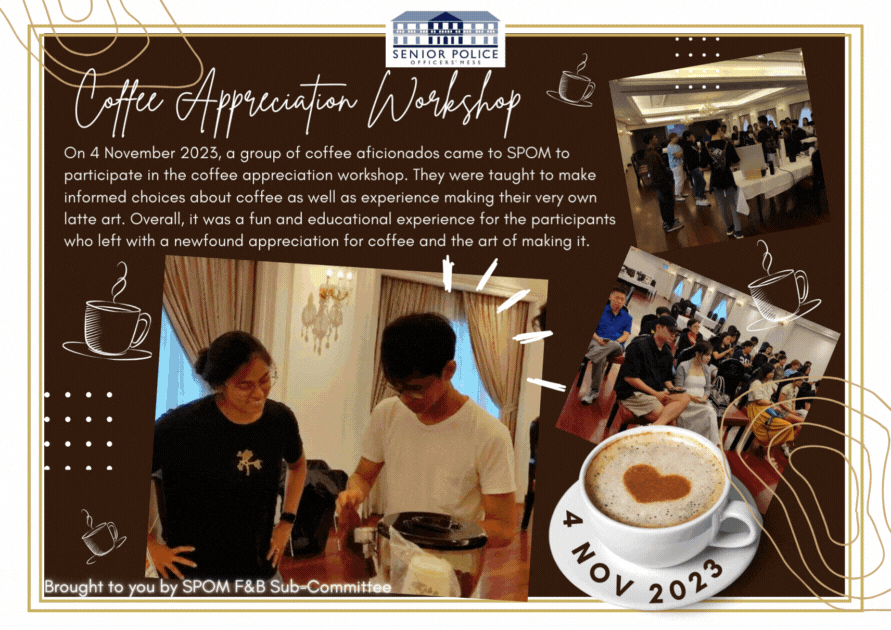 SENIOR POLICE
OFFICERS' MESS
Coffee Appreciation Workshop
On 4 November 2023, a group of coffee aficionados came to SPOM to
participate in the coffee appreciation workshop. They were taught to make
informed choices about coffee as well as experience making their very own
latte art. Overall, it was a fun and educational experience for the participants
who left with a newfound appreciation for coffee and the art of making it.
4 NOV 2023
Brought to you by SPOM F&B Sub-Committee